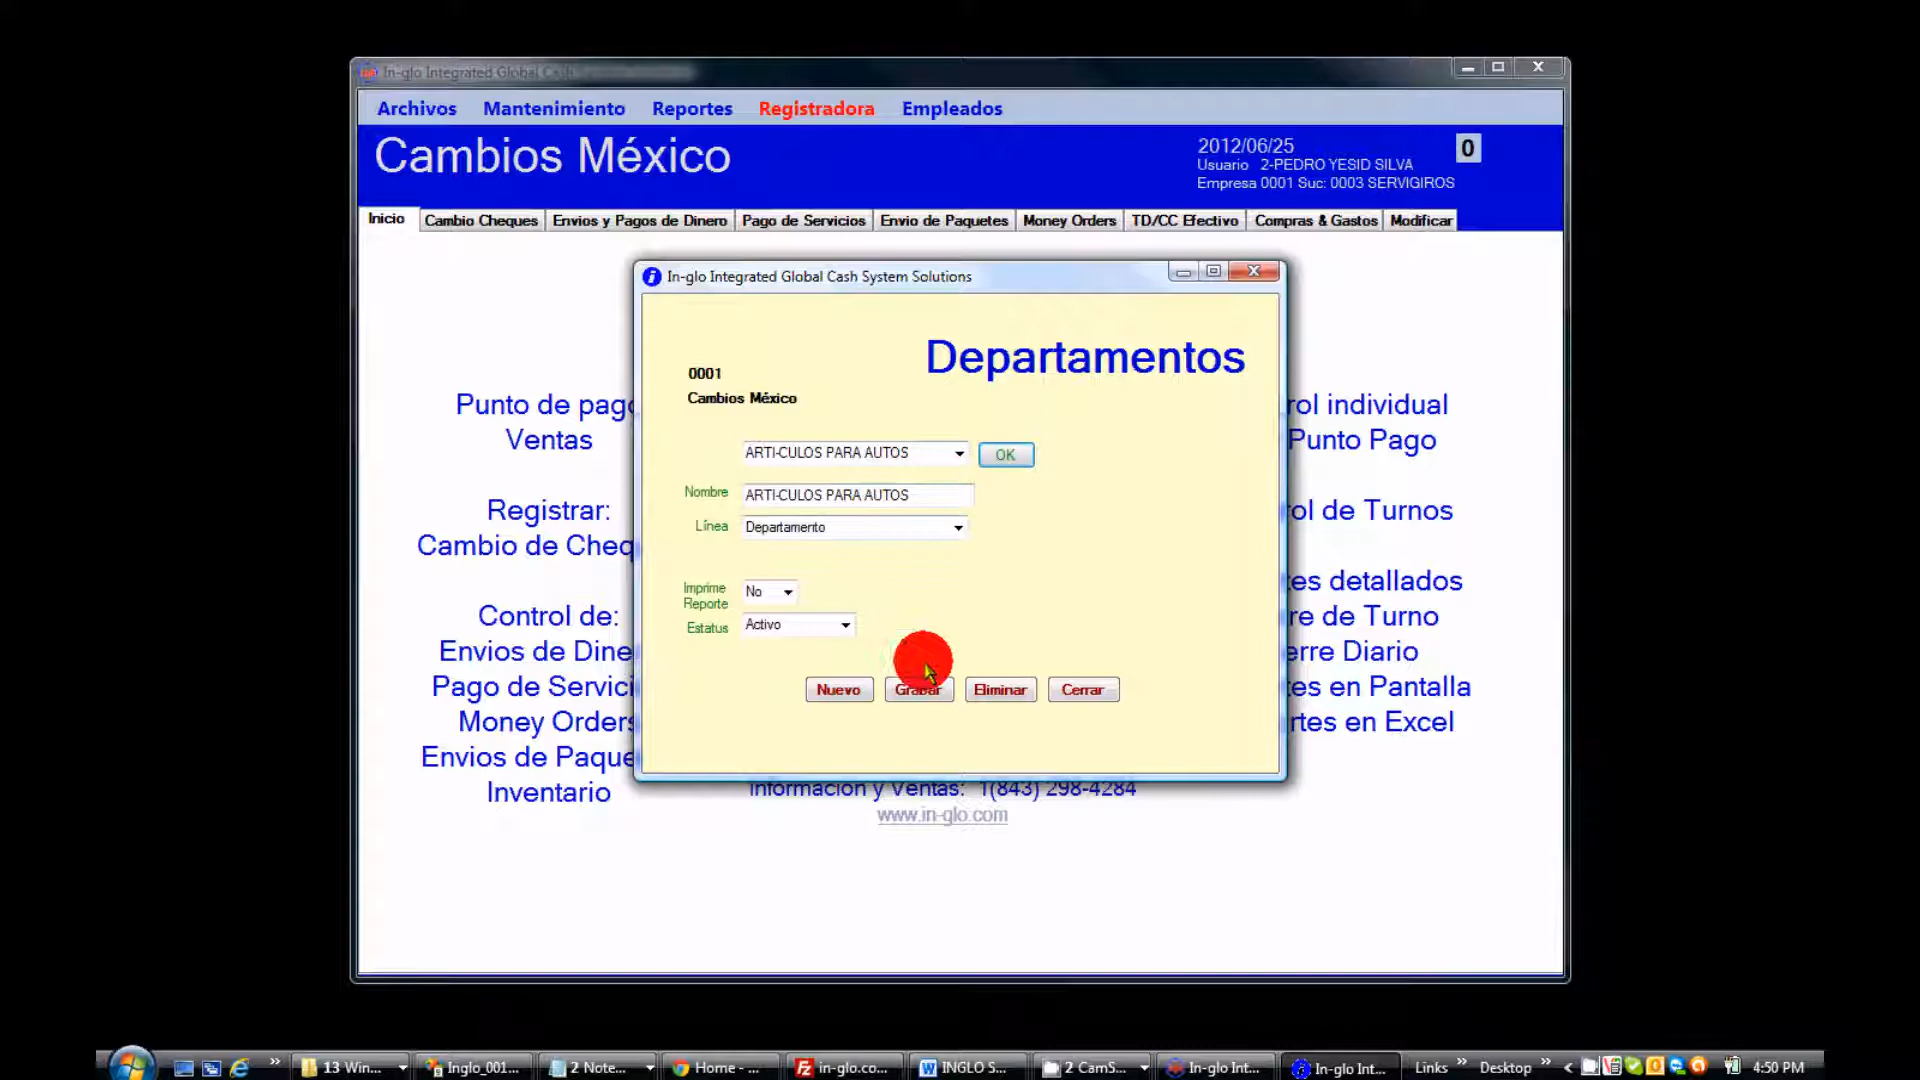 In-glo Integrated Global Cash
Archivos Mantenimiento Reportes Registradora Empleados
Cambios México
2012/06/25
0
Usuario 2-PEDRO YESID SILVA
Empresa 0001 Suc: 0003 SERVIGIROS
Inicio Cambio Cheques Envios y Pagos de Dinero Pago de Servicios Envio de Paquetes Money Orders TD/CC Efectivo Compras & Gastos Modificar
In-glo Integrated Global Cash System Solutions
Departamentos
0001
Cambios México
ARTI-CULOS PARA AUTOS OK
Nombre ARTI-CULOS PARA AUTOS
Línea Departamento
Imprime
Reporte
No
Estatus Activo
Nuevo Grabar Eliminar Cerrar
Punto de pago
Ventas
Registrar:
Cambio de Cheq
Control de:
Envios de Dine
Pago de Servici
Money Orders
Envios de Paque
Inventario
rol individual
Punto Pago
ol de Turnos
es detallados
re de Turno
erre Diario
es en Pantalla
rtes en Excel
Información y Ventas: 1(843) 298-4284
www.in-glo.com
13 Win... Inglo_001... 2 Note... Home - ... in-glo.co... INGLO S... 2 CamS... In-glo Int... In-glo Int... Links » Desktop » 4:50 PM